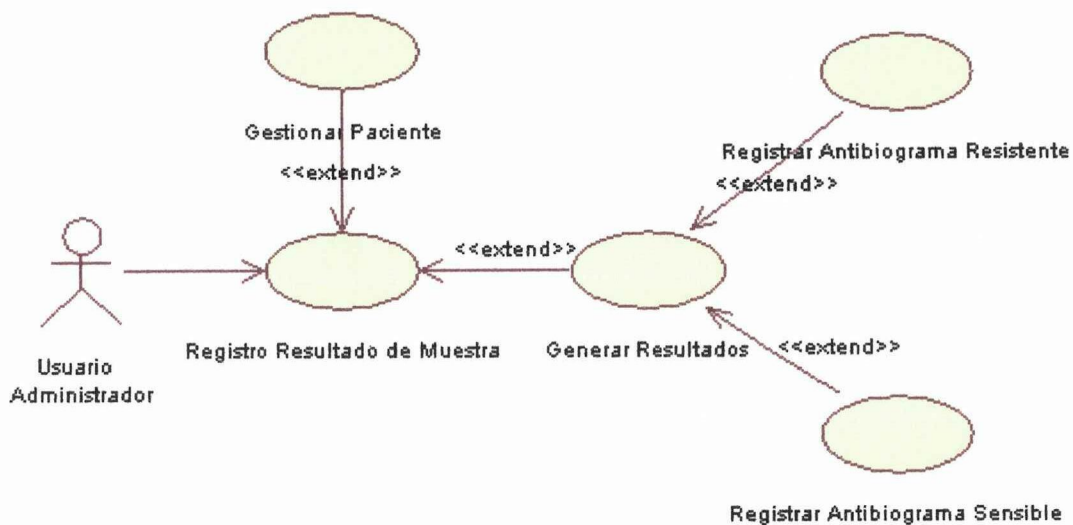 Gestionar Paciente
<<extend>>
Registrar Antibiograma Resistente
<<extend>>
<<extend>>
Registro Resultado de Muestra
Generar Resultados
<<extend>>
Usuario
Administrador
Registrar Antibiograma Sensible